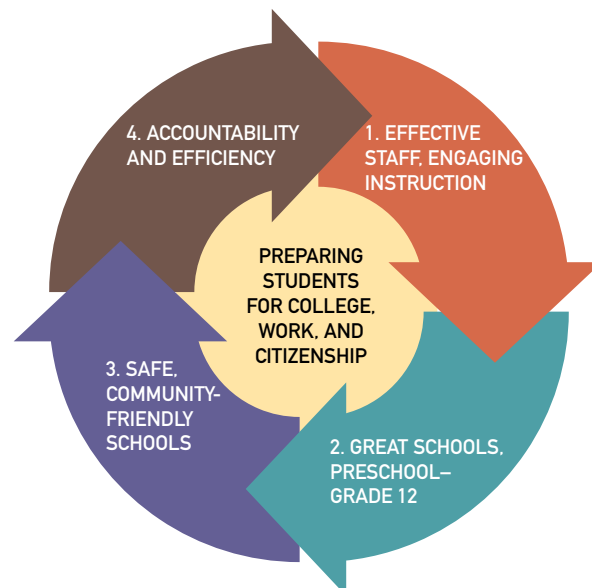 1. EFFECTIVE
STAFF, ENGAGING
INSTRUCTION
2. GREAT SCHOOLS,
PRESCHOOL–
GRADE 12
3. SAFE,
COMMUNITY-
FRIENDLY
SCHOOLS
4. ACCOUNTABILITY
AND EFFICIENCY
PREPARING
STUDENTS
FOR COLLEGE,
WORK, AND
CITIZENSHIP